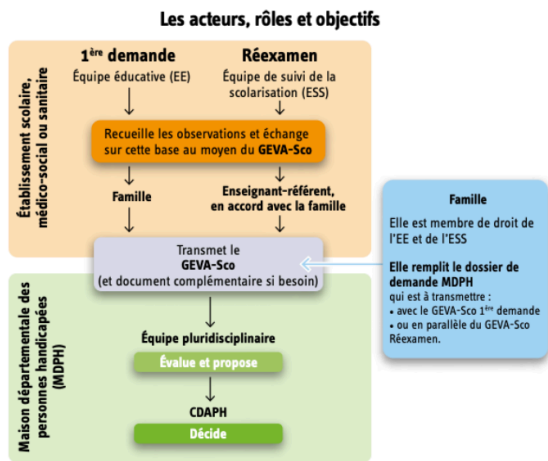 Les acteurs, rôles et objectifs
Établissement scolaire,
médico-social ou sanitaire
1ère demande
Équipe éducative (EE)
Réexamen
Équipe de suivi de la
scolarisation (ESS)
Recueille les observations et échange
sur cette base au moyen du GEVA-Sco
Famille
Enseignant-référent,
en accord avec la famille
Transmet le
GEVA-Sco
(et document complémentaire si besoin)
Famille
Elle est membre de droit de
l'EE et de l'ESS
Elle remplit le dossier de
demande MDPH
qui est à transmettre :
• avec le GEVA-Sco 1ère demande
• ou en parallèle du GEVA-Sco
Réexamen.
Maison départementale des
personnes handicapées
(MDPH)
Équipe pluridisciplinaire
Évalue et propose
CDAPH
Décide